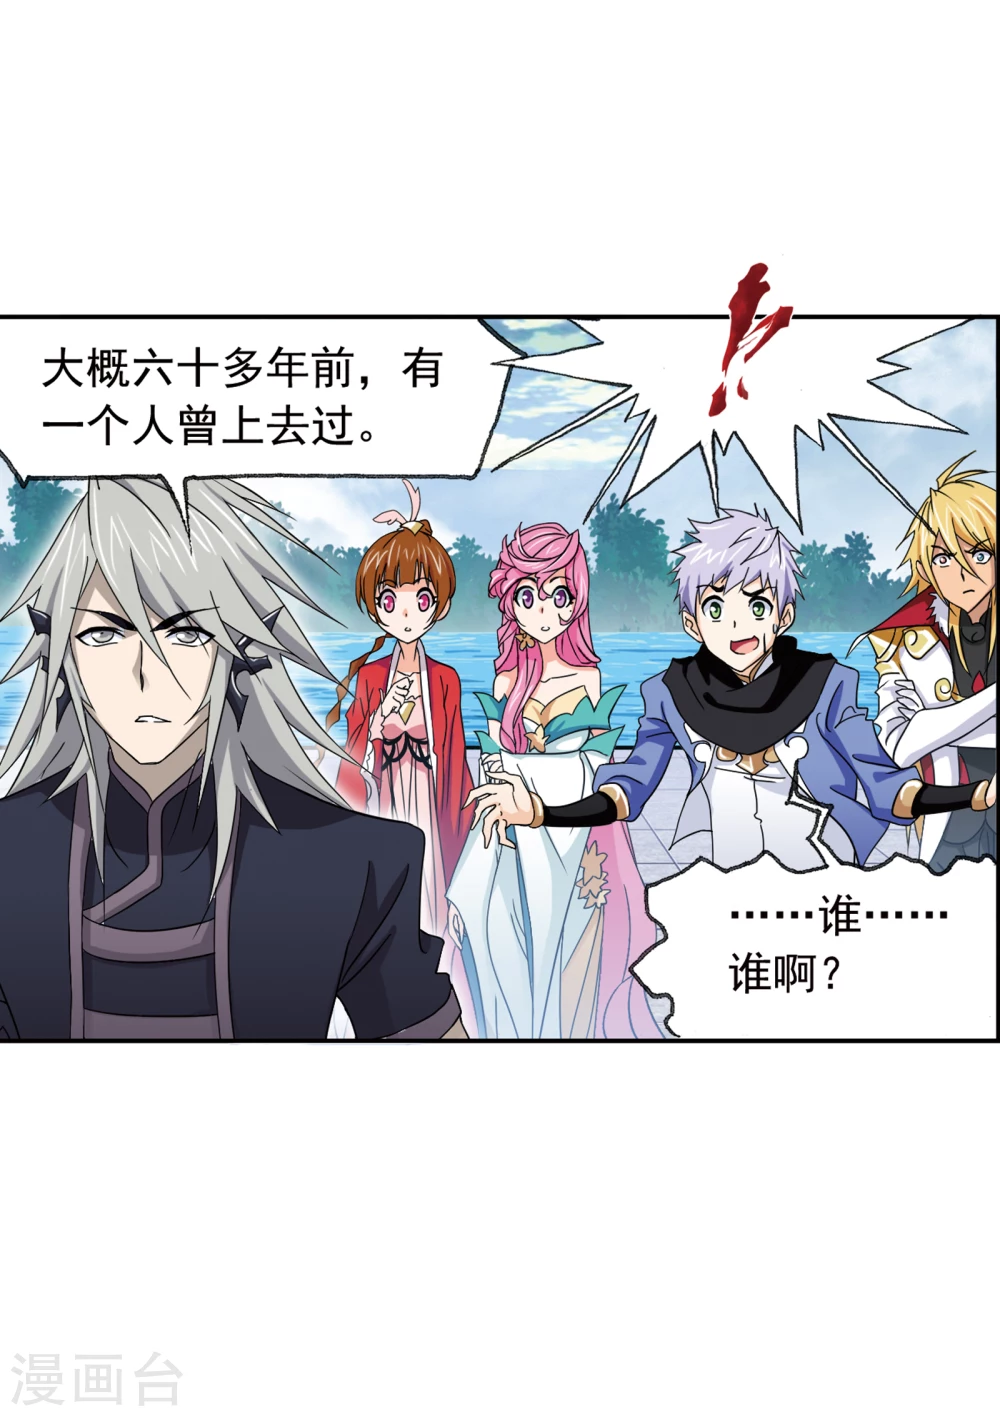 大概六十多年前，有
一个人曾上去过。
！
……谁……
谁啊？
漫画台